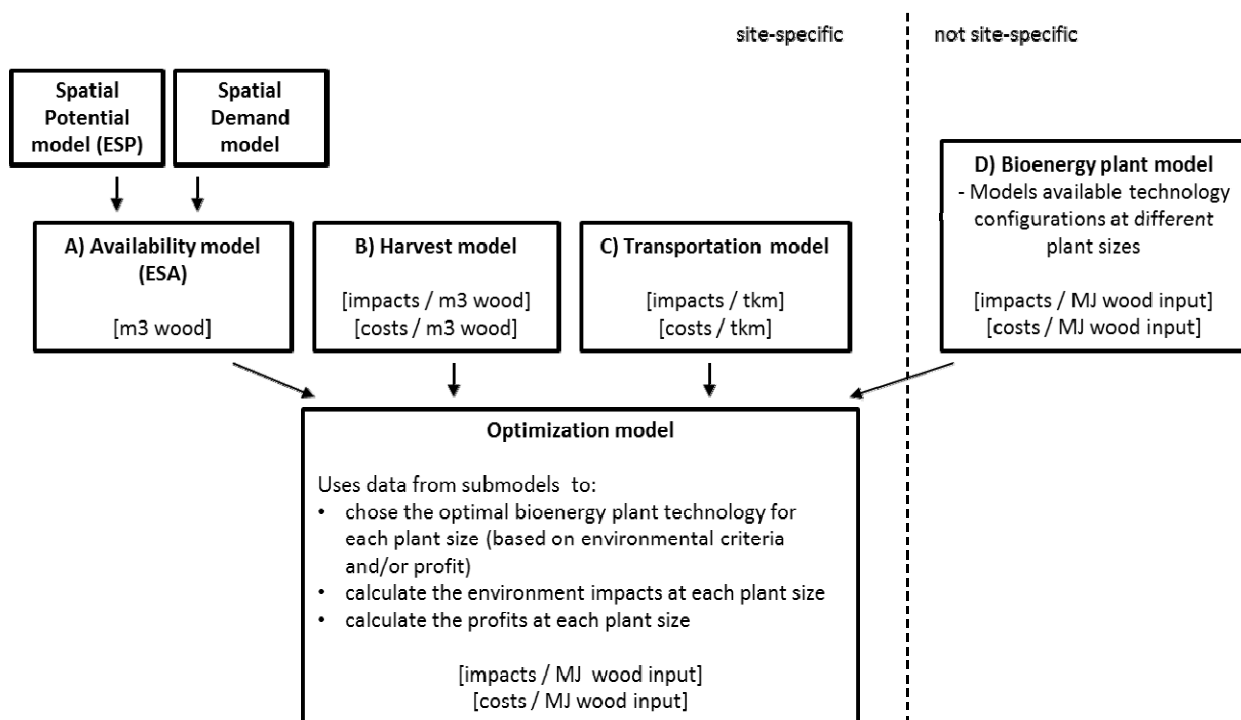 site-specific
not site-specific
Spatial
Potential
model (ESP)
Spatial
Demand
model
A) Availability model
(ESA)
[m3 wood]
B) Harvest model
[impacts / m3 wood]
[costs / m3 wood]
C) Transportation model
[impacts / tkm]
[costs / tkm]
D) Bioenergy plant model
- Models available technology
configurations at different
plant sizes
[impacts / MJ wood input]
[costs / MJ wood input]
Optimization model
Uses data from submodels to:
• chose the optimal bioenergy plant technology for
each plant size (based on environmental criteria
and/or profit)
• calculate the environment impacts at each plant size
• calculate the profits at each plant size
[impacts / MJ wood input]
[costs / MJ wood input]